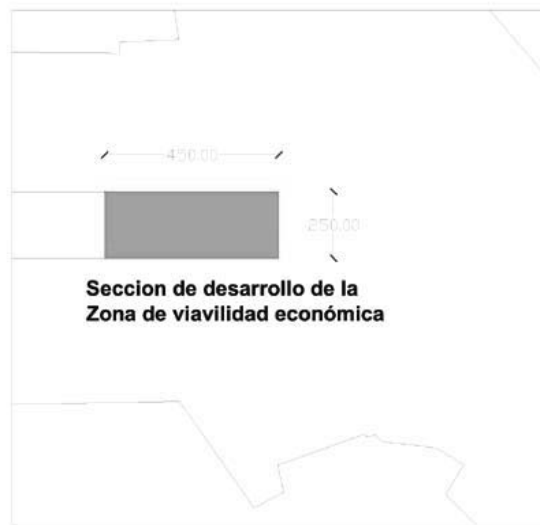 450.00
250.00
Seccion de desarrollo de la
Zona de viavilidad económica